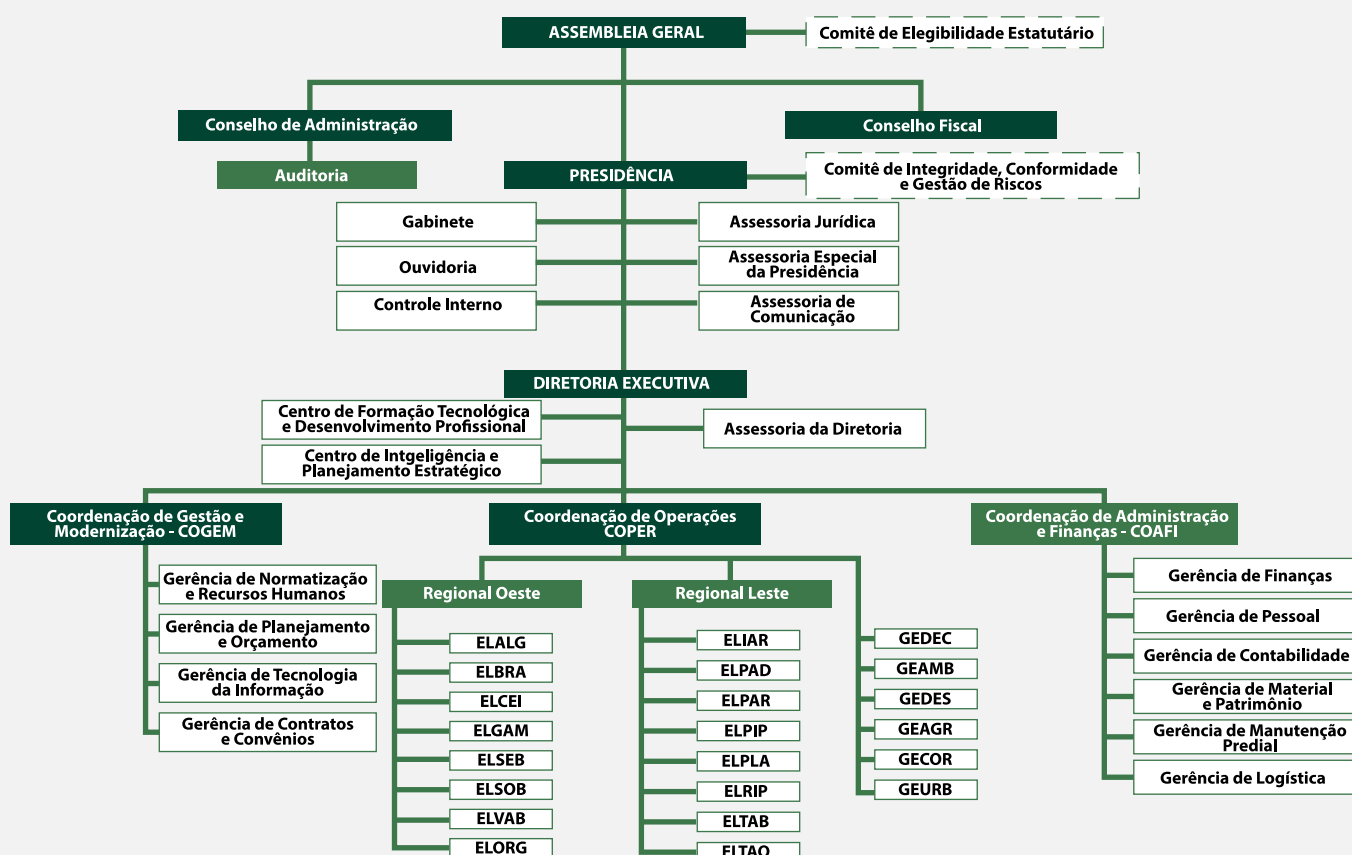 ASSEMBLEIA GERAL
Comitê de Elegibilidade Estatutário
Conselho de Administração
Conselho Fiscal
Auditoria
PRESIDÊNCIA
Comitê de Integridade, Conformidade
e Gestão de Riscos
Gabinete
Assessoria Jurídica
Ouvidoria
Assessoria Especial
da Presidência
Controle Interno
Assessoria de
Comunicação
DIRETORIA EXECUTIVA
Centro de Formação Tecnológica
e Desenvolvimento Profissional
Assessoria da Diretoria
Centro de Intgeligência e
Planejamento Estratégico
Coordenação de Gestão e
Modernização - COGEM
Coordenação de Operações
COPER
Coordenação de Administração
e Finanças - COAFI
Gerência de Normatização
e Recursos Humanos
Gerência de Planejamento
e Orçamento
Gerência de Tecnologia
da Informação
Gerência de Contratos
e Convênios
Regional Oeste
ELALG
ELBRA
ELCEI
ELGAM
ELSEB
ELSOB
ELVAB
ELORG
Regional Leste
ELIAR
ELPAD
ELPAR
ELPIP
ELPLA
ELRIP
ELTAB
ELTAQ
GEDEC
GEAMB
GEDES
GEAGR
GECOR
GEURB
Gerência de Finanças
Gerência de Pessoal
Gerência de Contabilidade
Gerência de Material
e Patrimônio
Gerência de Manutenção
Predial
Gerência de Logística